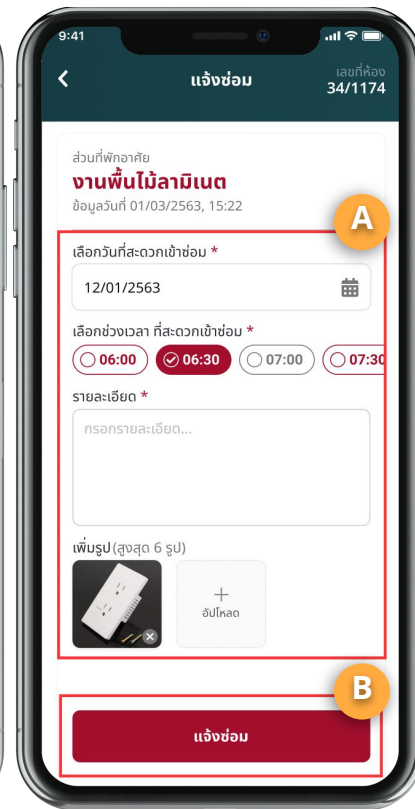 9:41
แจ้งซ่อม
เลขที่ห้อง
34/1174
ส่วนที่พักอาศัย
งานพื้นไม้ลามิเนต
ข้อมูลวันที่ 01/03/2563, 15:22
A
เลือกวันที่สะดวกเข้าซ่อม *
12/01/2563
เลือกช่วงเวลา ที่สะดวกเข้าซ่อม *
06:00 06:30 07:00 07:30
รายละเอียด *
กรอกรายละเอียด...
เพิ่มรูป (สูงสุด 6 รูป)
+
อัปโหลด
B
แจ้งซ่อม